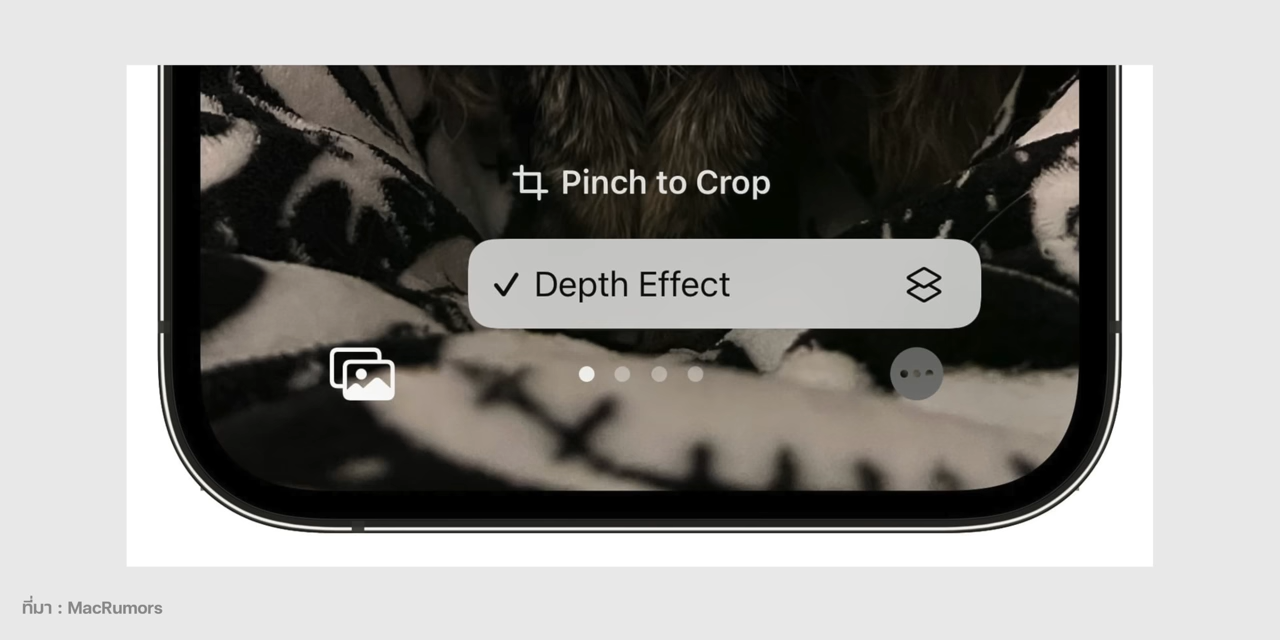 Pinch to Crop
Depth Effect
ที่มา : MacRumors